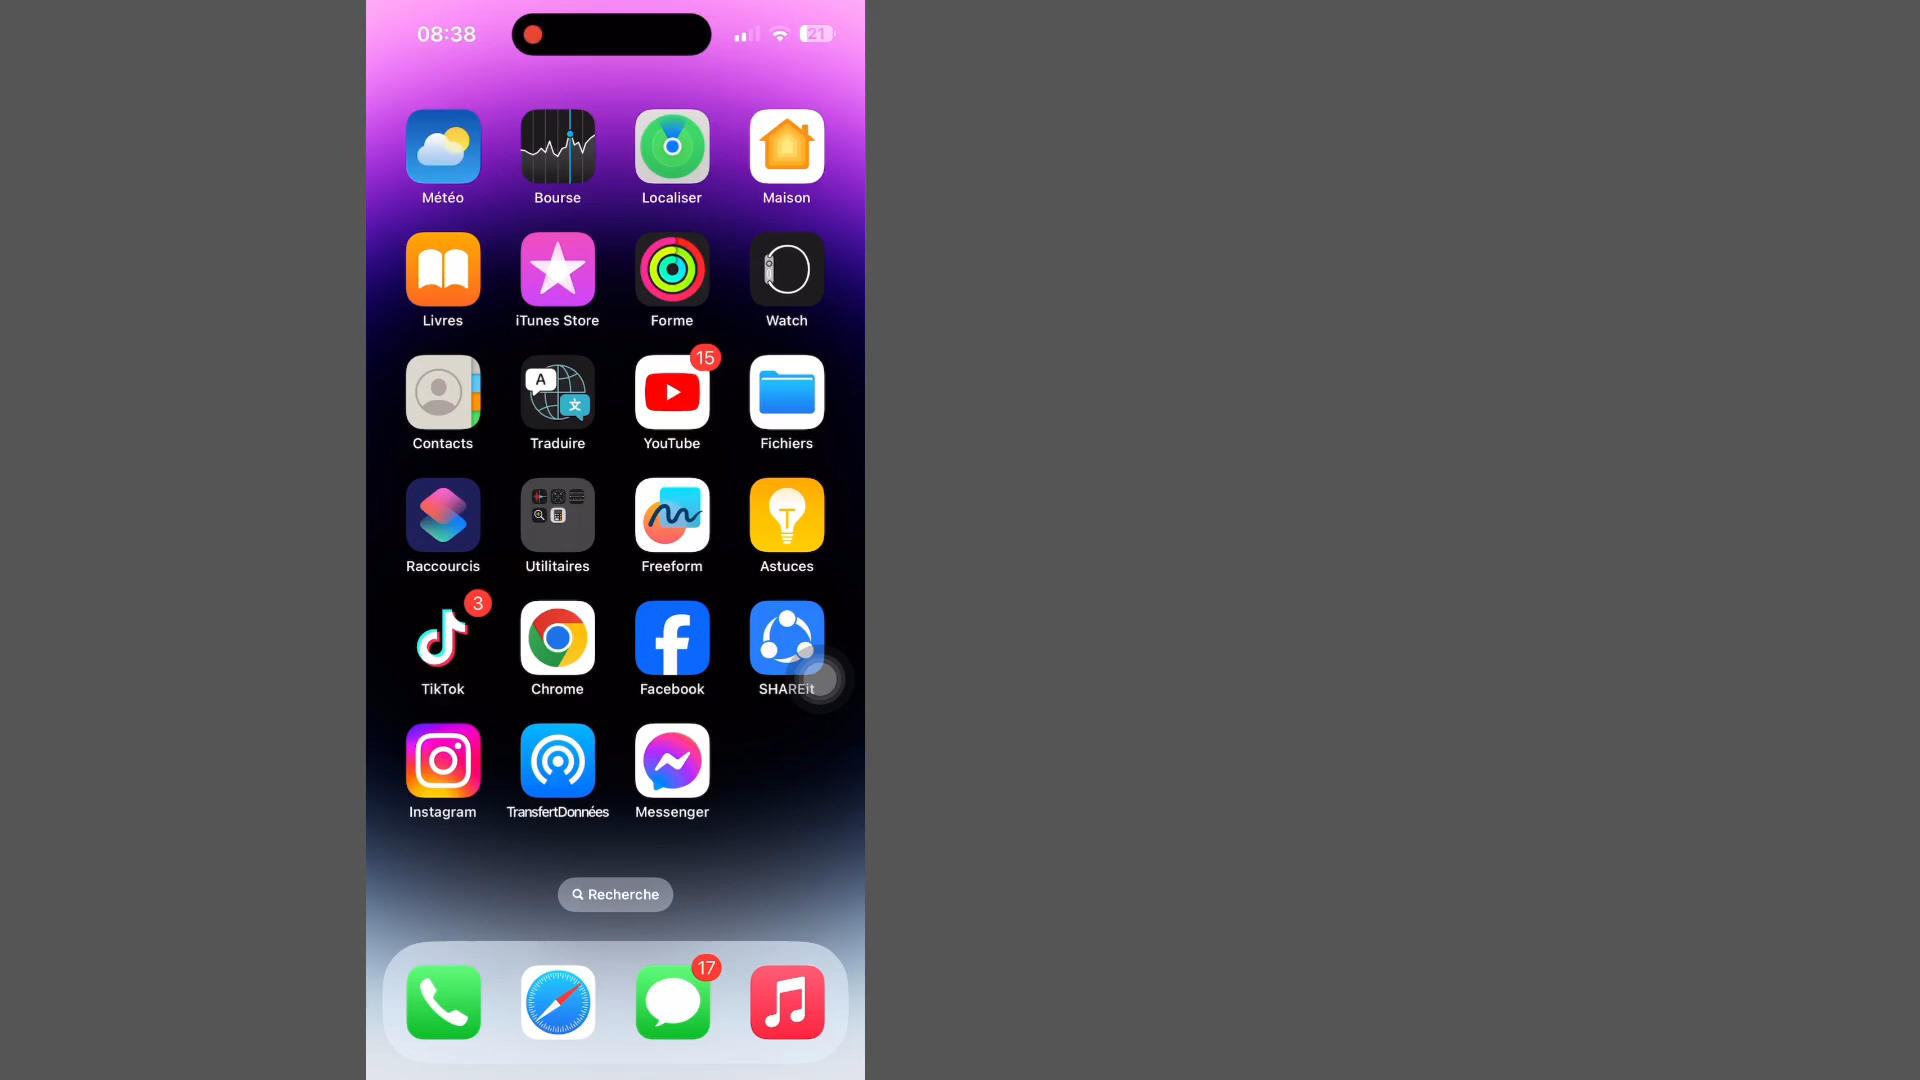 08:38
21
Météo
Bourse
Localiser
Maison
Livres
iTunes Store
Forme
Watch
15
A
文
Contacts
Traduire
YouTube
Fichiers
Raccourcis
Utilitaires
Freeform
Astuces
3
TikTok
Chrome
Facebook
SHAREit
Instagram
TransfertDonnées
Messenger
Recherche
17